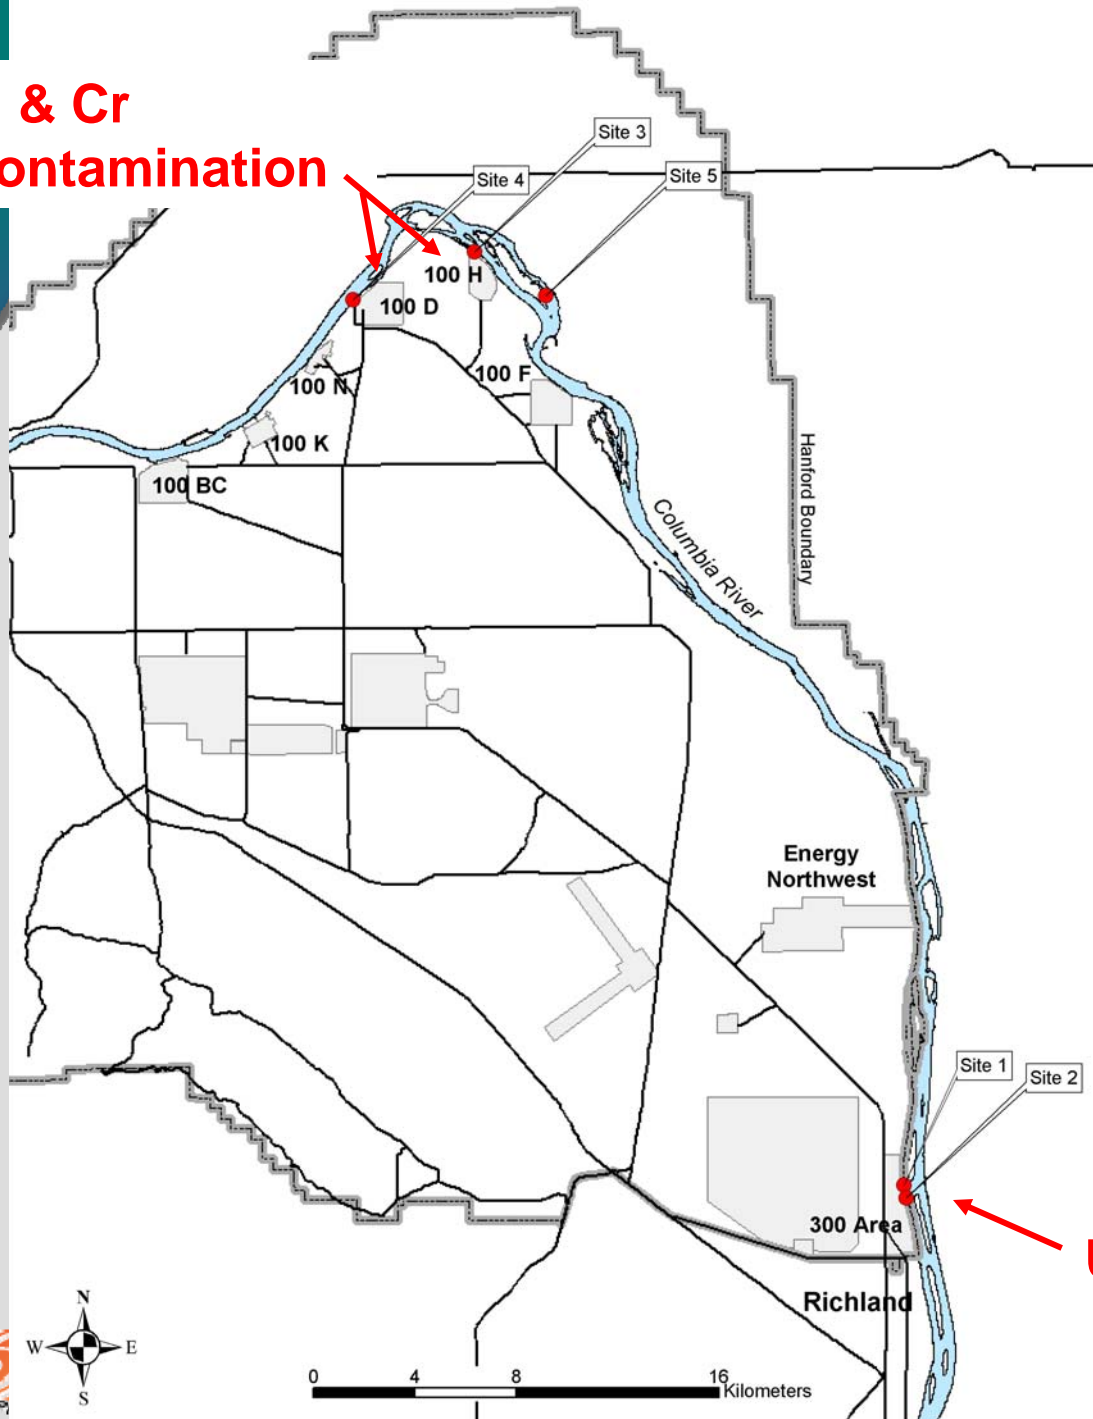 & Cr
ontamination
Site 3
Site 4
Site 5
100 H
100 D
100 N
100 F
100 K
100 BC
Hanford Boundary
Columbia River
Energy
Northwest
Site 1
Site 2
300 Area
Richland
N
W E
S
0 4 8 16
Kilometers